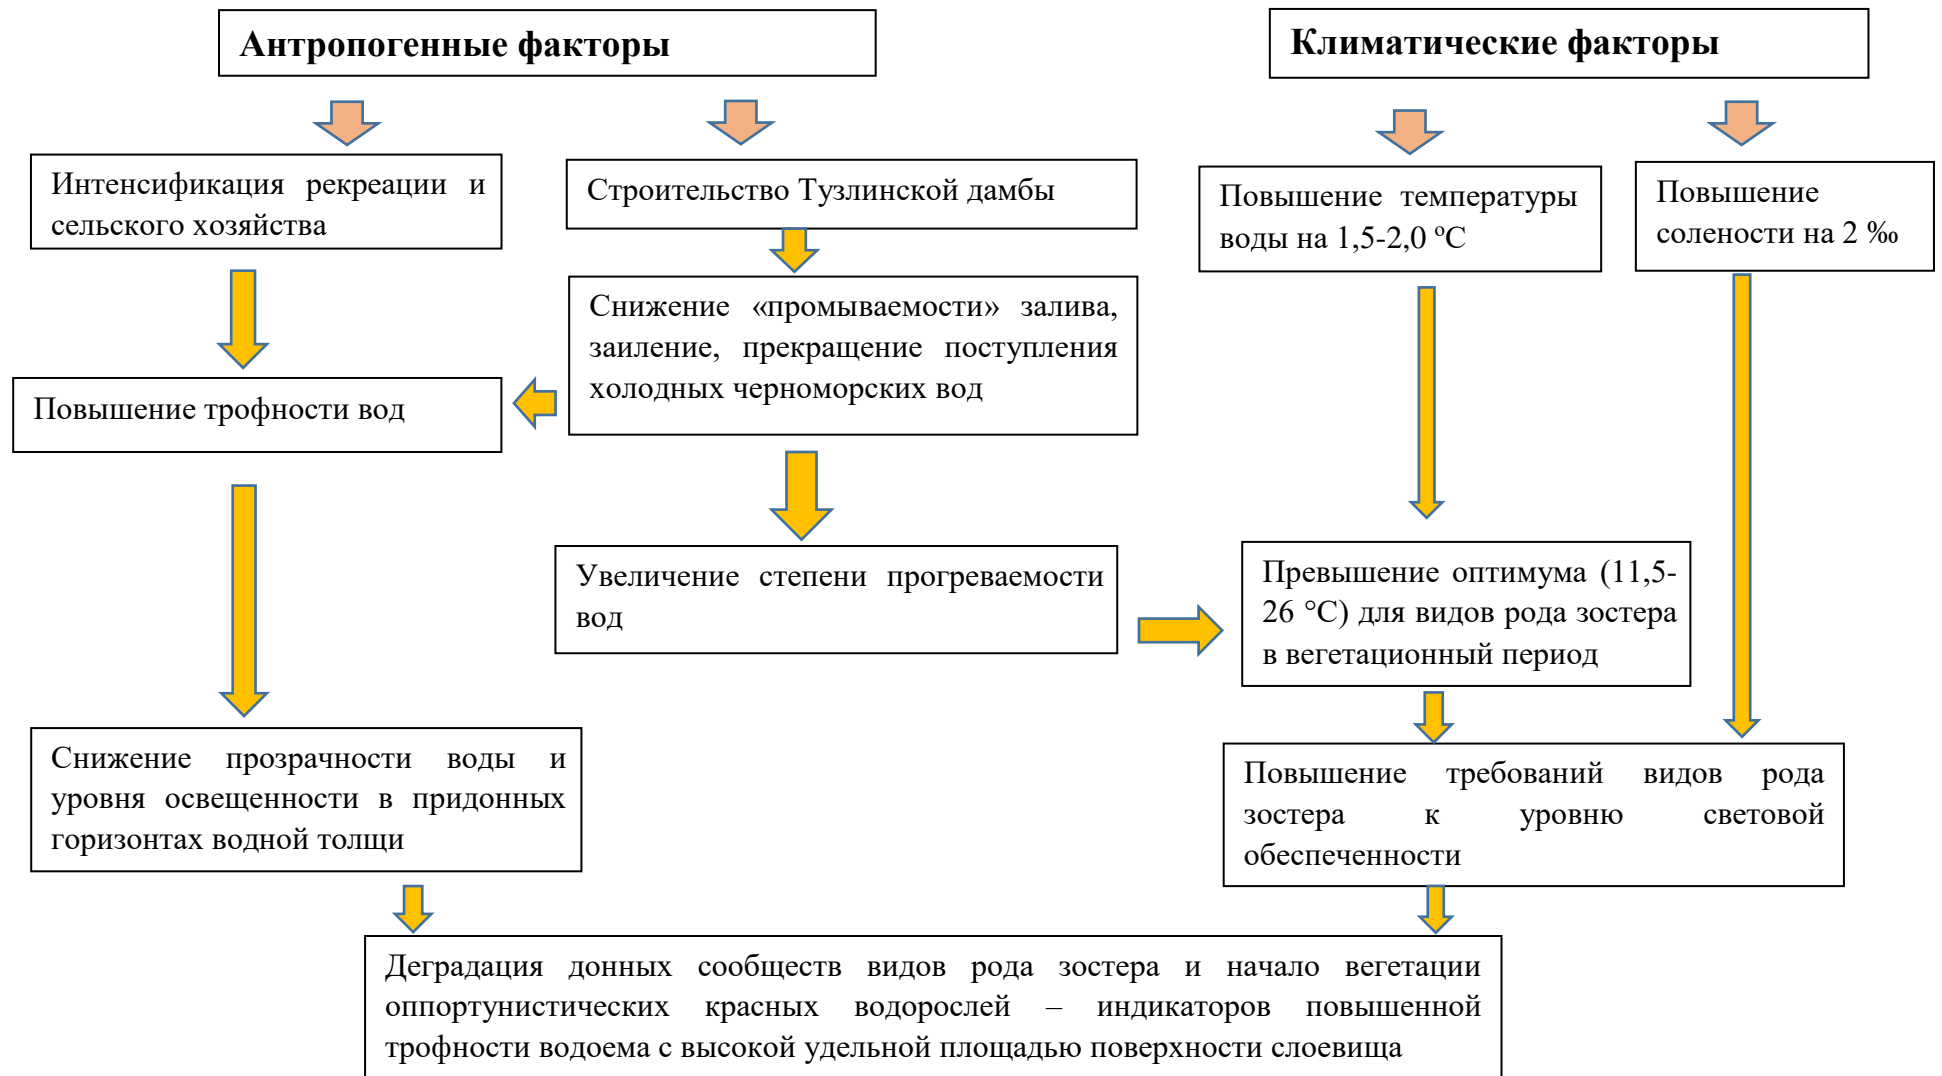 Антропогенные факторы
Климатические факторы
Интенсификация рекреации и
сельского хозяйства
Строительство Тузлинской дамбы
Повышение температуры
воды на 1,5-2,0 ºС
Повышение
солености на 2 ‰
Снижение «промываемости» залива,
заиление, прекращение поступления
холодных черноморских вод
Повышение трофности вод
Увеличение степени прогреваемости
вод
Превышение оптимума (11,5-
26 °С) для видов рода зостера
в вегетационный период
Снижение прозрачности воды и
уровня освещенности в придонных
горизонтах водной толщи
Повышение требований видов рода
зостера к уровню световой
обеспеченности
Деградация донных сообществ видов рода зостера и начало вегетации
оппортунистических красных водорослей – индикаторов повышенной
трофности водоема с высокой удельной площадью поверхности слоевища